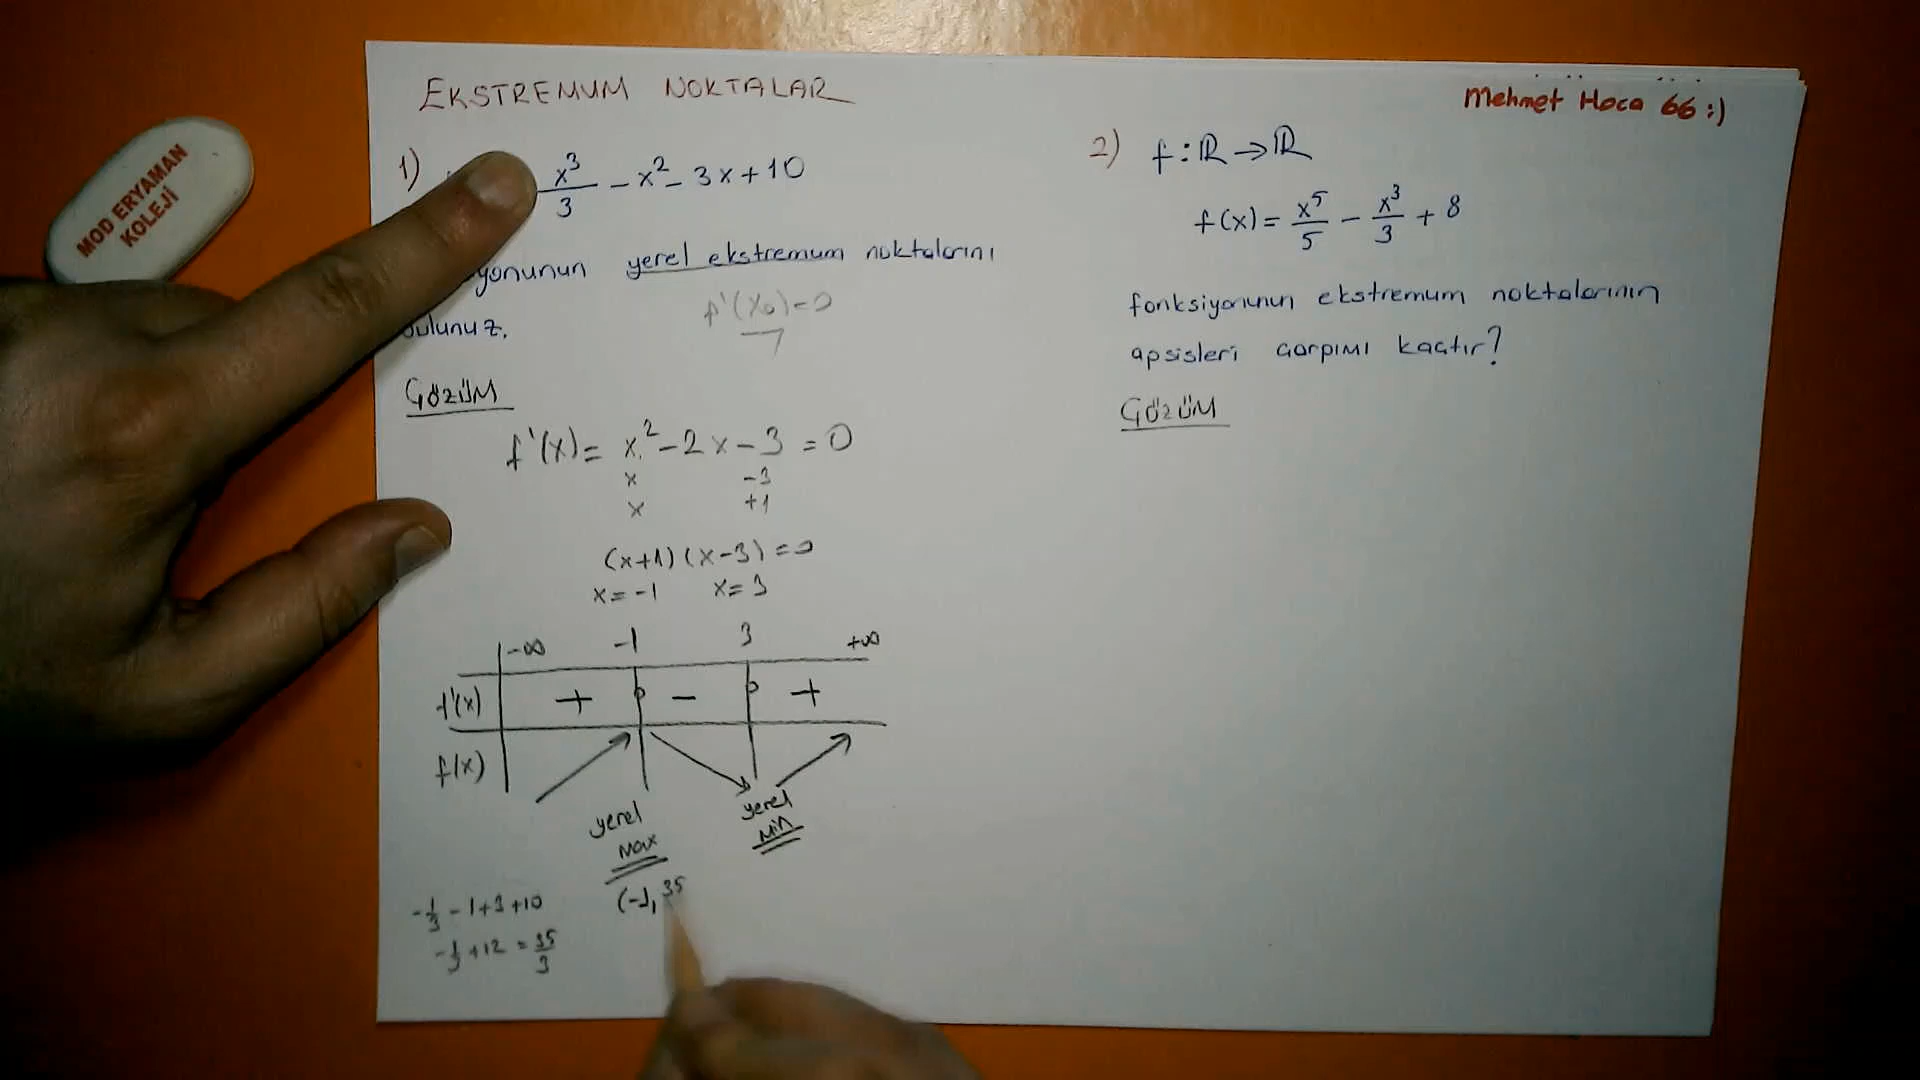 EKSTREMUM NOKTALAR
Mehmet Hoca 66 :)
MOD ERYAMAN
KOLEJİ
1) x³/3 - x² - 3x + 10
yonunun yerel ekstremum noktalarını
bulunuz.
f'(x₀)=0
ÇÖZÜM
f'(x) = x² - 2x - 3 = 0
x -3
x +1
(x+1)(x-3)=0
x=-1 x=3
-∞ -1 3 +∞
f'(x) + 0 - 0 +
f(x)
yerel max
yerel min
(-1, 35
-1/3 - 1 + 3 + 10
-1/3 + 12 = 35/3
2) f : ℝ → ℝ
f(x) = x⁵/5 - x³/3 + 8
fonksiyonunun ekstremum noktalarının
apsisleri çarpımı kaçtır?
ÇÖZÜM